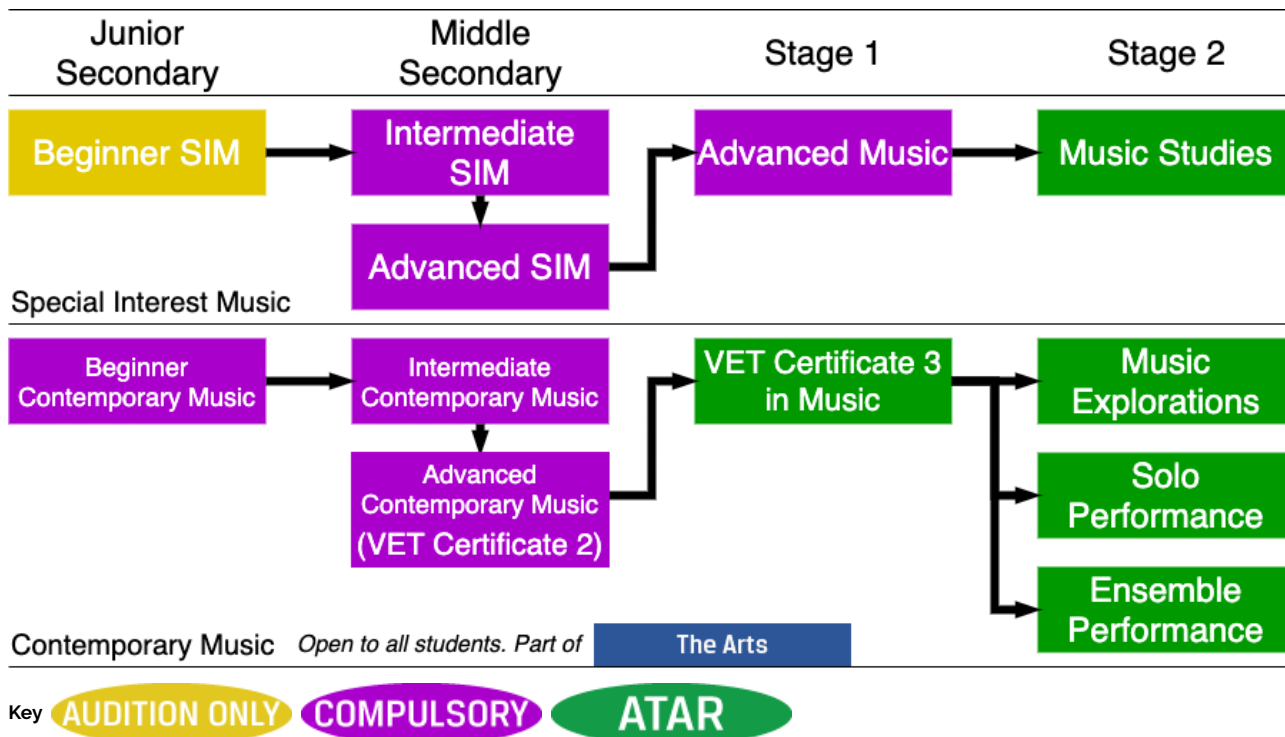 Junior
Secondary
Middle
Secondary
Stage 1
Stage 2
Beginner SIM
Intermediate
SIM
Advanced Music
Music Studies
Advanced SIM
Special Interest Music
Beginner
Contemporary Music
Intermediate
Contemporary Music
VET Certificate 3
in Music
Music
Explorations
Advanced
Contemporary Music
(VET Certificate 2)
Solo
Performance
Ensemble
Performance
Contemporary Music Open to all students. Part of The Arts
Key AUDITION ONLY COMPULSORY ATAR